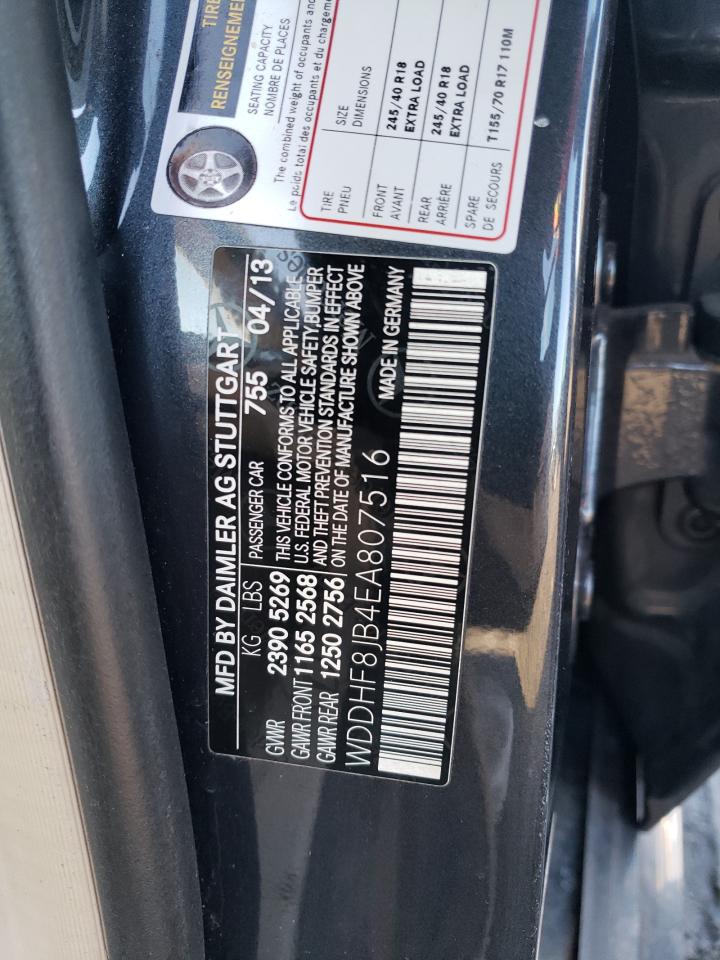 MFD BY DAIMLER AG STUTTGART
KG LBS PASSENGER CAR 755 04/13
GVWR 2390 5269 THIS VEHICLE CONFORMS TO ALL APPLICABLE
GAWR FRONT 1165 2568 U.S. FEDERAL MOTOR VEHICLE SAFETY, BUMPER
GAWR REAR 1250 2756 AND THEFT PREVENTION STANDARDS IN EFFECT
ON THE DATE OF MANUFACTURE SHOWN ABOVE
WDDHF8JB4EA807516 MADE IN GERMANY
TIRE
RENSEIGNEMENT
SEATING CAPACITY
NOMBRE DE PLACES
The combined weight of occupants and
Le poids total des occupants et du chargement
TIRE SIZE
PNEU DIMENSIONS
FRONT 245/40 R18
AVANT EXTRA LOAD
REAR 245/40 R18
ARRIÈRE EXTRA LOAD
SPARE T155/70 R17 110M
DE SECOURS